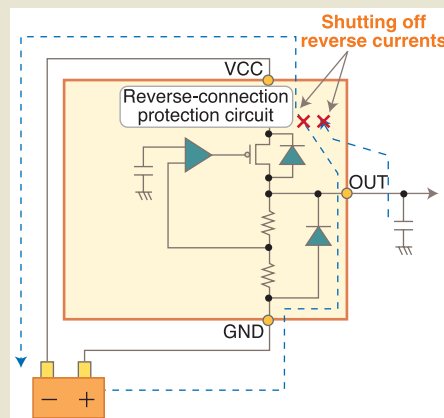 Shutting off
reverse currents
VCC
Reverse-connection
protection circuit
OUT
GND
− +